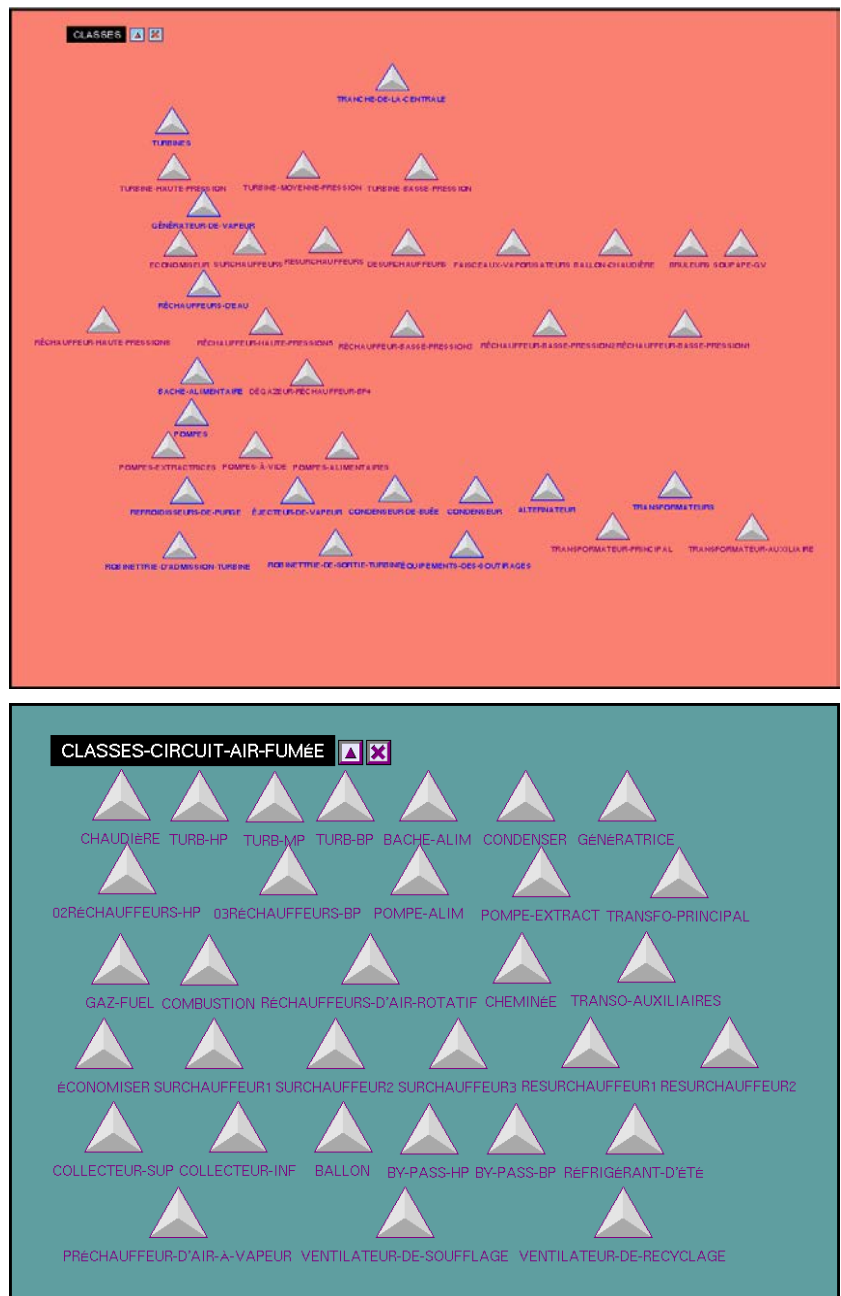 CLASSES
TRANCHE-DE-LA-CENTRALE
TURBINES
TURBINE-HAUTE-PRESSION TURBINE-MOYENNE-PRESSION TURBINE-BASSE-PRESSION
GÉNÉRATEUR-DE-VAPEUR
ECONOMISEUR SURCHAUFFEURS RESURCHAUFFEURS DESURCHAUFFEURS FAISCEAUX-VAPORISATEURS BALLON-CHAUDIÈRE BRULEURS SOUPAPE-GV
RÉCHAUFFEURS-D'EAU
RÉCHAUFFEUR-HAUTE-PRESSION6 RÉCHAUFFEUR-HAUTE-PRESSION5 RÉCHAUFFEUR-BASSE-PRESSION3 RÉCHAUFFEUR-BASSE-PRESSION2 RÉCHAUFFEUR-BASSE-PRESSION1
BACHE-ALIMENTAIRE DÉGAZEUR-RÉCHAUFFEUR-BP4
POMPES
POMPES-EXTRACTRICES POMPES-À-VIDE POMPES-ALIMENTAIRES
REFROIDISSEURS-DE-PURGE ÉJECTEUR-DE-VAPEUR CONDENSEUR-DE-BUÉE CONDENSEUR ALTERNATEUR TRANSFORMATEURS
TRANSFORMATEUR-PRINCIPAL TRANSFORMATEUR-AUXILIAIRE
ROBINETTRIE-D'ADMISSION-TURBINE ROBINETTRIE-DE-SORTIE-TURBINE ÉQUIPEMENTS-DES-SOUTIRAGES
CLASSES-CIRCUIT-AIR-FUMÉE
CHAUDIÈRE TURB-HP TURB-MP TURB-BP BACHE-ALIM CONDENSER GÉNÉRATRICE
02RÉCHAUFFEURS-HP 03RÉCHAUFFEURS-BP POMPE-ALIM POMPE-EXTRACT TRANSFO-PRINCIPAL
GAZ-FUEL COMBUSTION RÉCHAUFFEURS-D'AIR-ROTATIF CHEMINÉE TRANSO-AUXILIAIRES
ÉCONOMISER SURCHAUFFEUR1 SURCHAUFFEUR2 SURCHAUFFEUR3 RESURCHAUFFEUR1 RESURCHAUFFEUR2
COLLECTEUR-SUP COLLECTEUR-INF BALLON BY-PASS-HP BY-PASS-BP RÉFRIGÉRANT-D'ÉTÉ
PRÉCHAUFFEUR-D'AIR-À-VAPEUR VENTILATEUR-DE-SOUFFLAGE VENTILATEUR-DE-RECYCLAGE